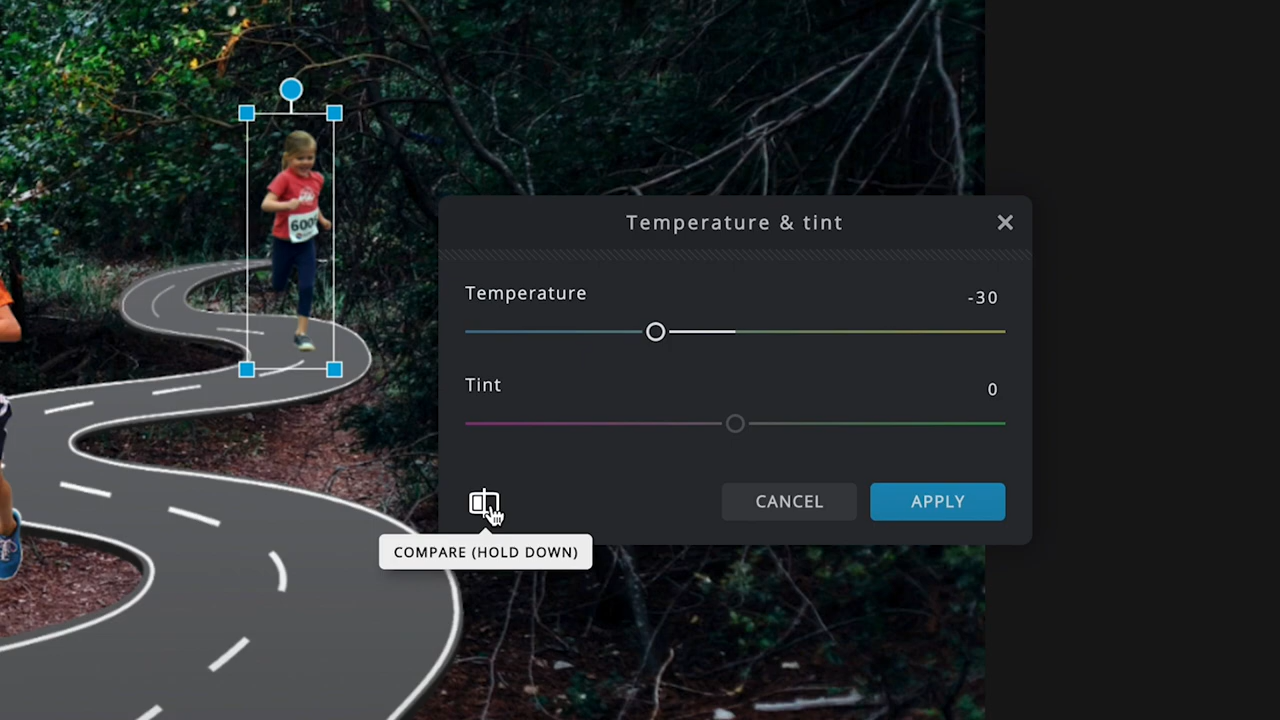 600
Temperature & tint
Temperature
-30
Tint
0
CANCEL
APPLY
COMPARE (HOLD DOWN)